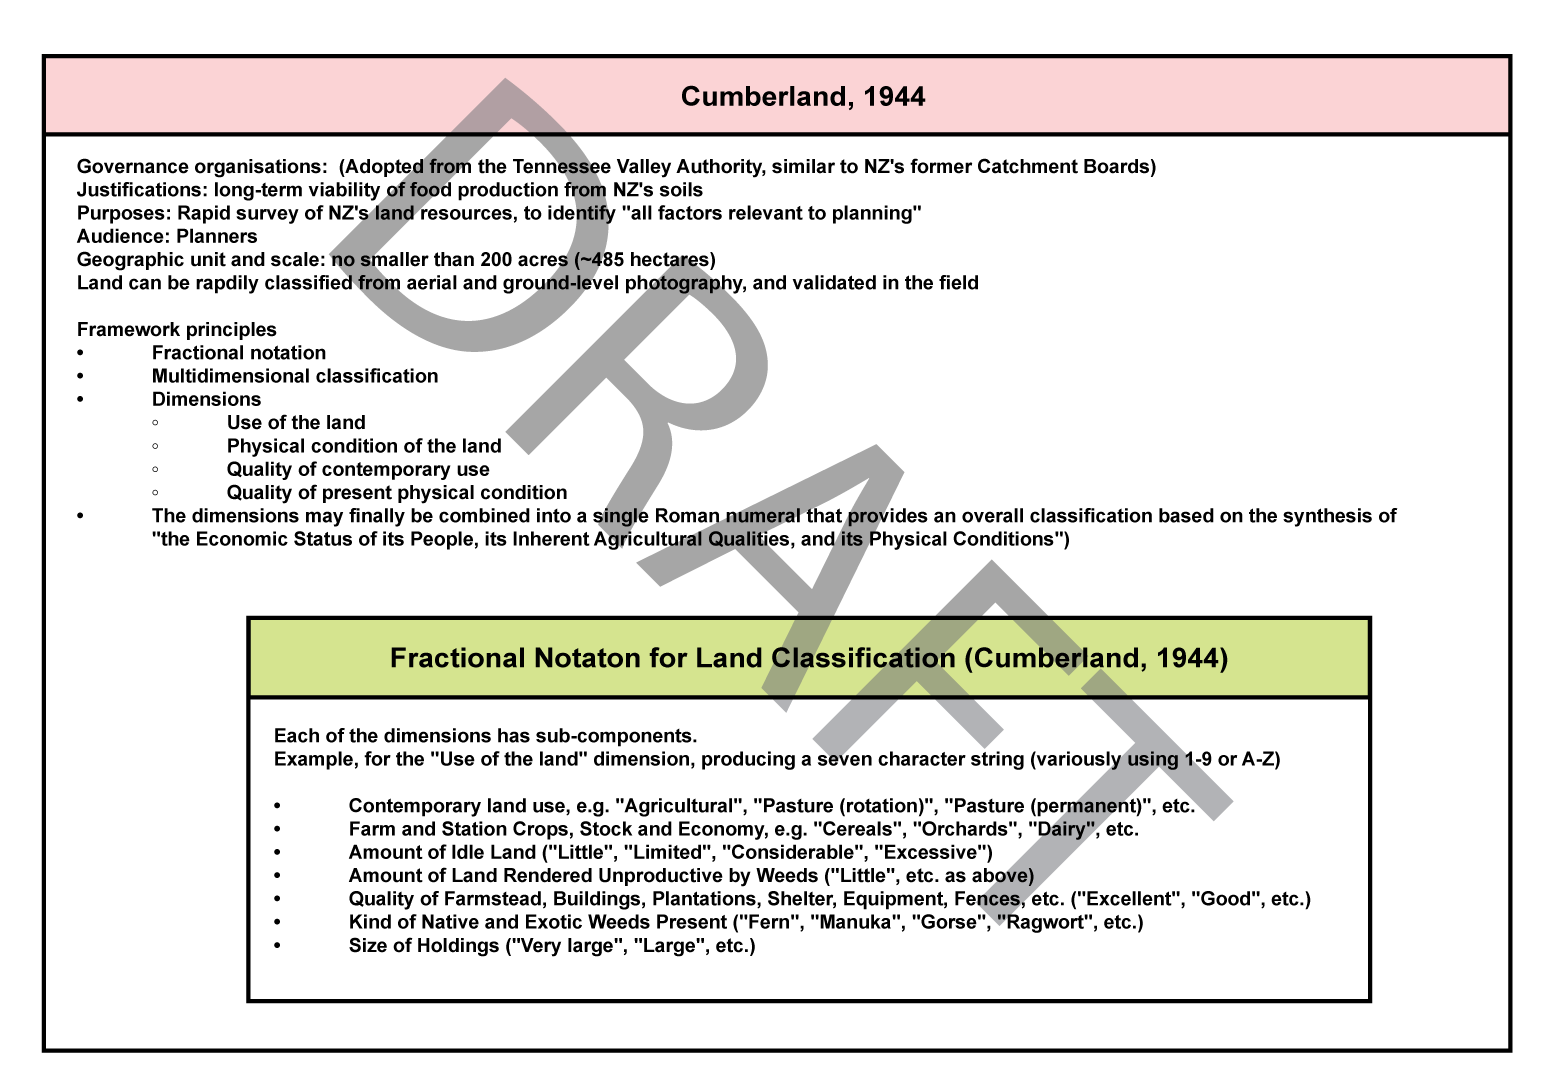 Cumberland, 1944
Governance organisations:  (Adopted from the Tennessee Valley Authority, similar to NZ's former Catchment Boards)
Justifications: long-term viability of food production from NZ's soils
Purposes: Rapid survey of NZ's land resources, to identify "all factors relevant to planning"
Audience: Planners
Geographic unit and scale: no smaller than 200 acres (~485 hectares)
Land can be rapdily classified from aerial and ground-level photography, and validated in the field
Framework principles
• Fractional notation
• Multidimensional classification
• Dimensions
◦ Use of the land
◦ Physical condition of the land
◦ Quality of contemporary use
◦ Quality of present physical condition
• The dimensions may finally be combined into a single Roman numeral that provides an overall classification based on the synthesis of
"the Economic Status of its People, its Inherent Agricultural Qualities, and its Physical Conditions")
Fractional Notaton for Land Classification (Cumberland, 1944)
Each of the dimensions has sub-components.
Example, for the "Use of the land" dimension, producing a seven character string (variously using 1-9 or A-Z)
• Contemporary land use, e.g. "Agricultural", "Pasture (rotation)", "Pasture (permanent)", etc.
• Farm and Station Crops, Stock and Economy, e.g. "Cereals", "Orchards", "Dairy", etc.
• Amount of Idle Land ("Little", "Limited", "Considerable", "Excessive")
• Amount of Land Rendered Unproductive by Weeds ("Little", etc. as above)
• Quality of Farmstead, Buildings, Plantations, Shelter, Equipment, Fences, etc. ("Excellent", "Good", etc.)
• Kind of Native and Exotic Weeds Present ("Fern", "Manuka", "Gorse", "Ragwort", etc.)
• Size of Holdings ("Very large", "Large", etc.)
DRAFT